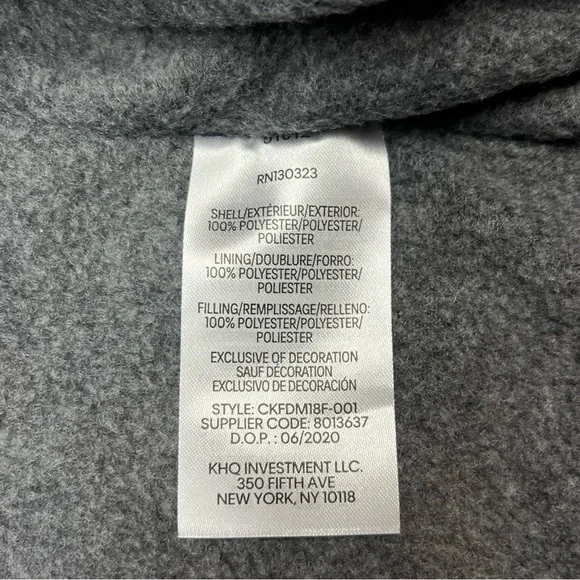 RN130323
SHELL/EXTÉRIEUR/EXTERIOR:
100% POLYESTER/POLYESTER/
POLIESTER
LINING/DOUBLURE/FORRO:
100% POLYESTER/POLYESTER/
POLIESTER
FILLING/REMPLISSAGE/RELLENO:
100% POLYESTER/POLYESTER/
POLIESTER
EXCLUSIVE OF DECORATION
SAUF DÉCORATION
EXCLUSIVO DE DECORACIÓN
STYLE: CKFDM18F-001
SUPPLIER CODE: 8013637
D.O.P. : 06/2020
KHQ INVESTMENT LLC.
350 FIFTH AVE
NEW YORK, NY 10118